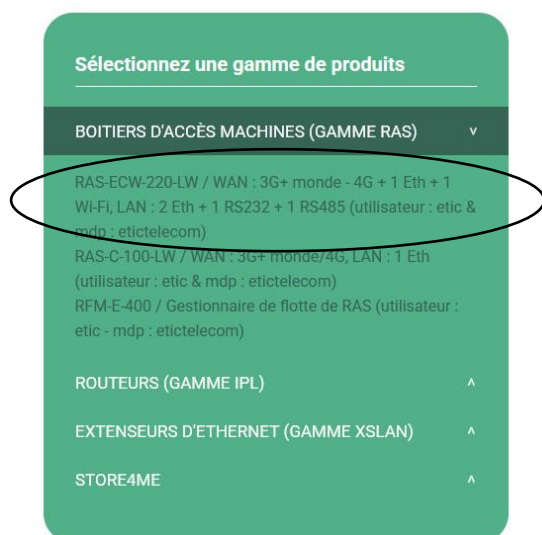 Sélectionnez une gamme de produits
BOITIERS D'ACCÈS MACHINES (GAMME RAS) v
RAS-ECW-220-LW / WAN : 3G+ monde - 4G + 1 Eth + 1
Wi-Fi, LAN : 2 Eth + 1 RS232 + 1 RS485 (utilisateur : etic &
mdp : etictelecom)
RAS-C-100-LW / WAN : 3G+ monde/4G, LAN : 1 Eth
(utilisateur : etic & mdp : etictelecom)
RFM-E-400 / Gestionnaire de flotte de RAS (utilisateur :
etic - mdp : etictelecom)
ROUTEURS (GAMME IPL) ^
EXTENSEURS D'ETHERNET (GAMME XSLAN) ^
STORE4ME ^